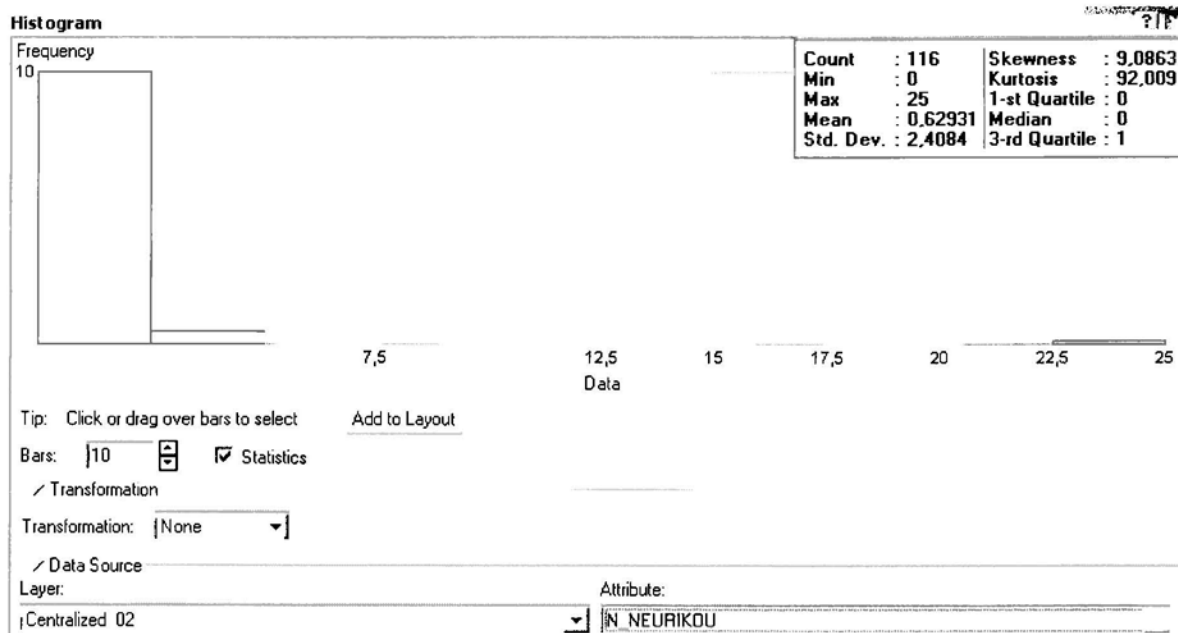 Histogram
? | ?
Frequency
10
Count : 116
Min : 0
Max . 25
Mean : 0,62931
Std. Dev. : 2,4084
Skewness : 9,0863
Kurtosis : 92,009
1-st Quartile : 0
Median : 0
3-rd Quartile : 1
7,5 12,5 15 17,5 20 22,5 25
Data
Tip: Click or drag over bars to select Add to Layout
Bars: 10 Statistics
Transformation
Transformation: None
Data Source
Layer: Attribute:
Centralized 02 N_NEURIKOU